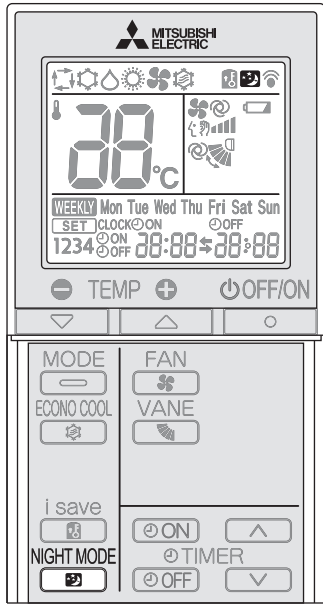 MITSUBISHI
ELECTRIC
88°C
WEEKLY Mon Tue Wed Thu Fri Sat Sun
SET CLOCK ON OFF
1234 ON OFF 88:88 88:88
TEMP OFF/ON
MODE FAN
ECONO COOL VANE
i save
ON
NIGHT MODE TIMER
OFF